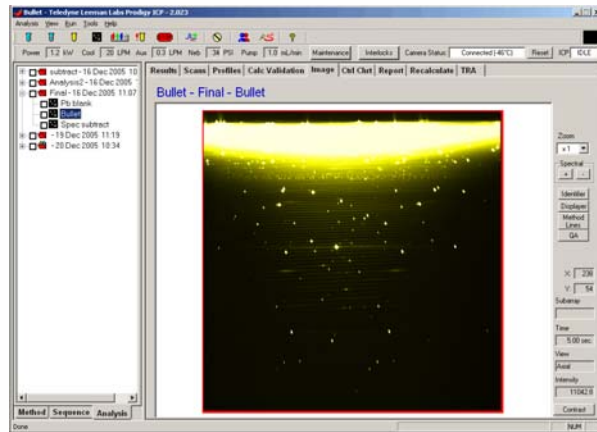 Bullet - Teledyne Leeman Labs Prodigy ICP - 2.023
Analysis View Run Tools Help
Power 1.2 kW Cool 20 LPM Aux 0.3 LPM Neb 34 PSI Pump 1.0 mL/min Maintenance Interlocks Camera Status: Connected (-46°C) Reset ICP IDLE
subtract - 16 Dec 2005 10
Analysis2 - 16 Dec 2005
Final - 16 Dec 2005 11:07
Pb blank
Bullet
Spec subtract
- 19 Dec 2005 11:19
- 20 Dec 2005 10:34
Results Scans Profiles Calc Validation Image Ctrl Chrt Report Recalculate TRA
Bullet - Final - Bullet
Zoom
x 1
Spectral
+ -
Identifier
Displayer
Method
Lines
QA
X: 238
Y: 54
Subarray
Time
5.00 sec
View
Axial
Intensity
11042.8
Contrast
Method Sequence Analysis
Done
NUM